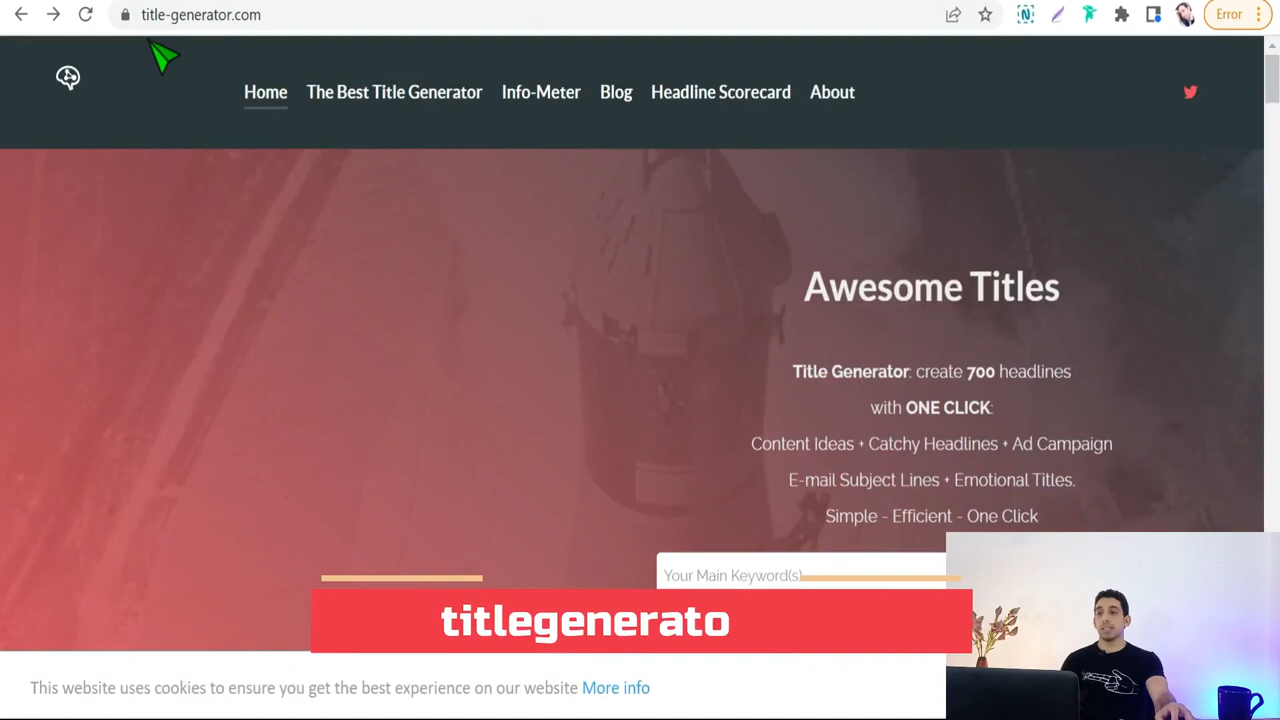 title-generator.com
Error
Home
The Best Title Generator
Info-Meter
Blog
Headline Scorecard
About
Awesome Titles
Title Generator: create 700 headlines
with ONE CLICK:
Content Ideas + Catchy Headlines + Ad Campaign
E-mail Subject Lines + Emotional Titles.
Simple - Efficient - One Click
Your Main Keyword(s)
titlegenerato
This website uses cookies to ensure you get the best experience on our website More info